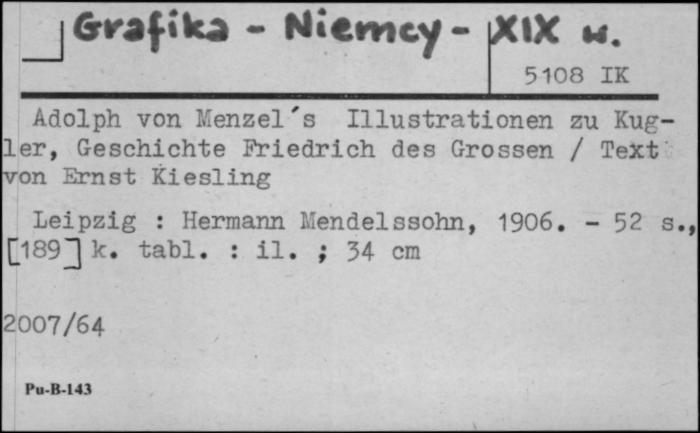 Grafika - Niemcy - XIX w.
5108 IK
Adolph von Menzel´s Illustrationen zu Kug-
ler, Geschichte Friedrich des Grossen / Text
von Ernst Kiesling
Leipzig : Hermann Mendelssohn, 1906. - 52 s.,
[189] k. tabl. : il. ; 34 cm
2007/64
Pu-B-143